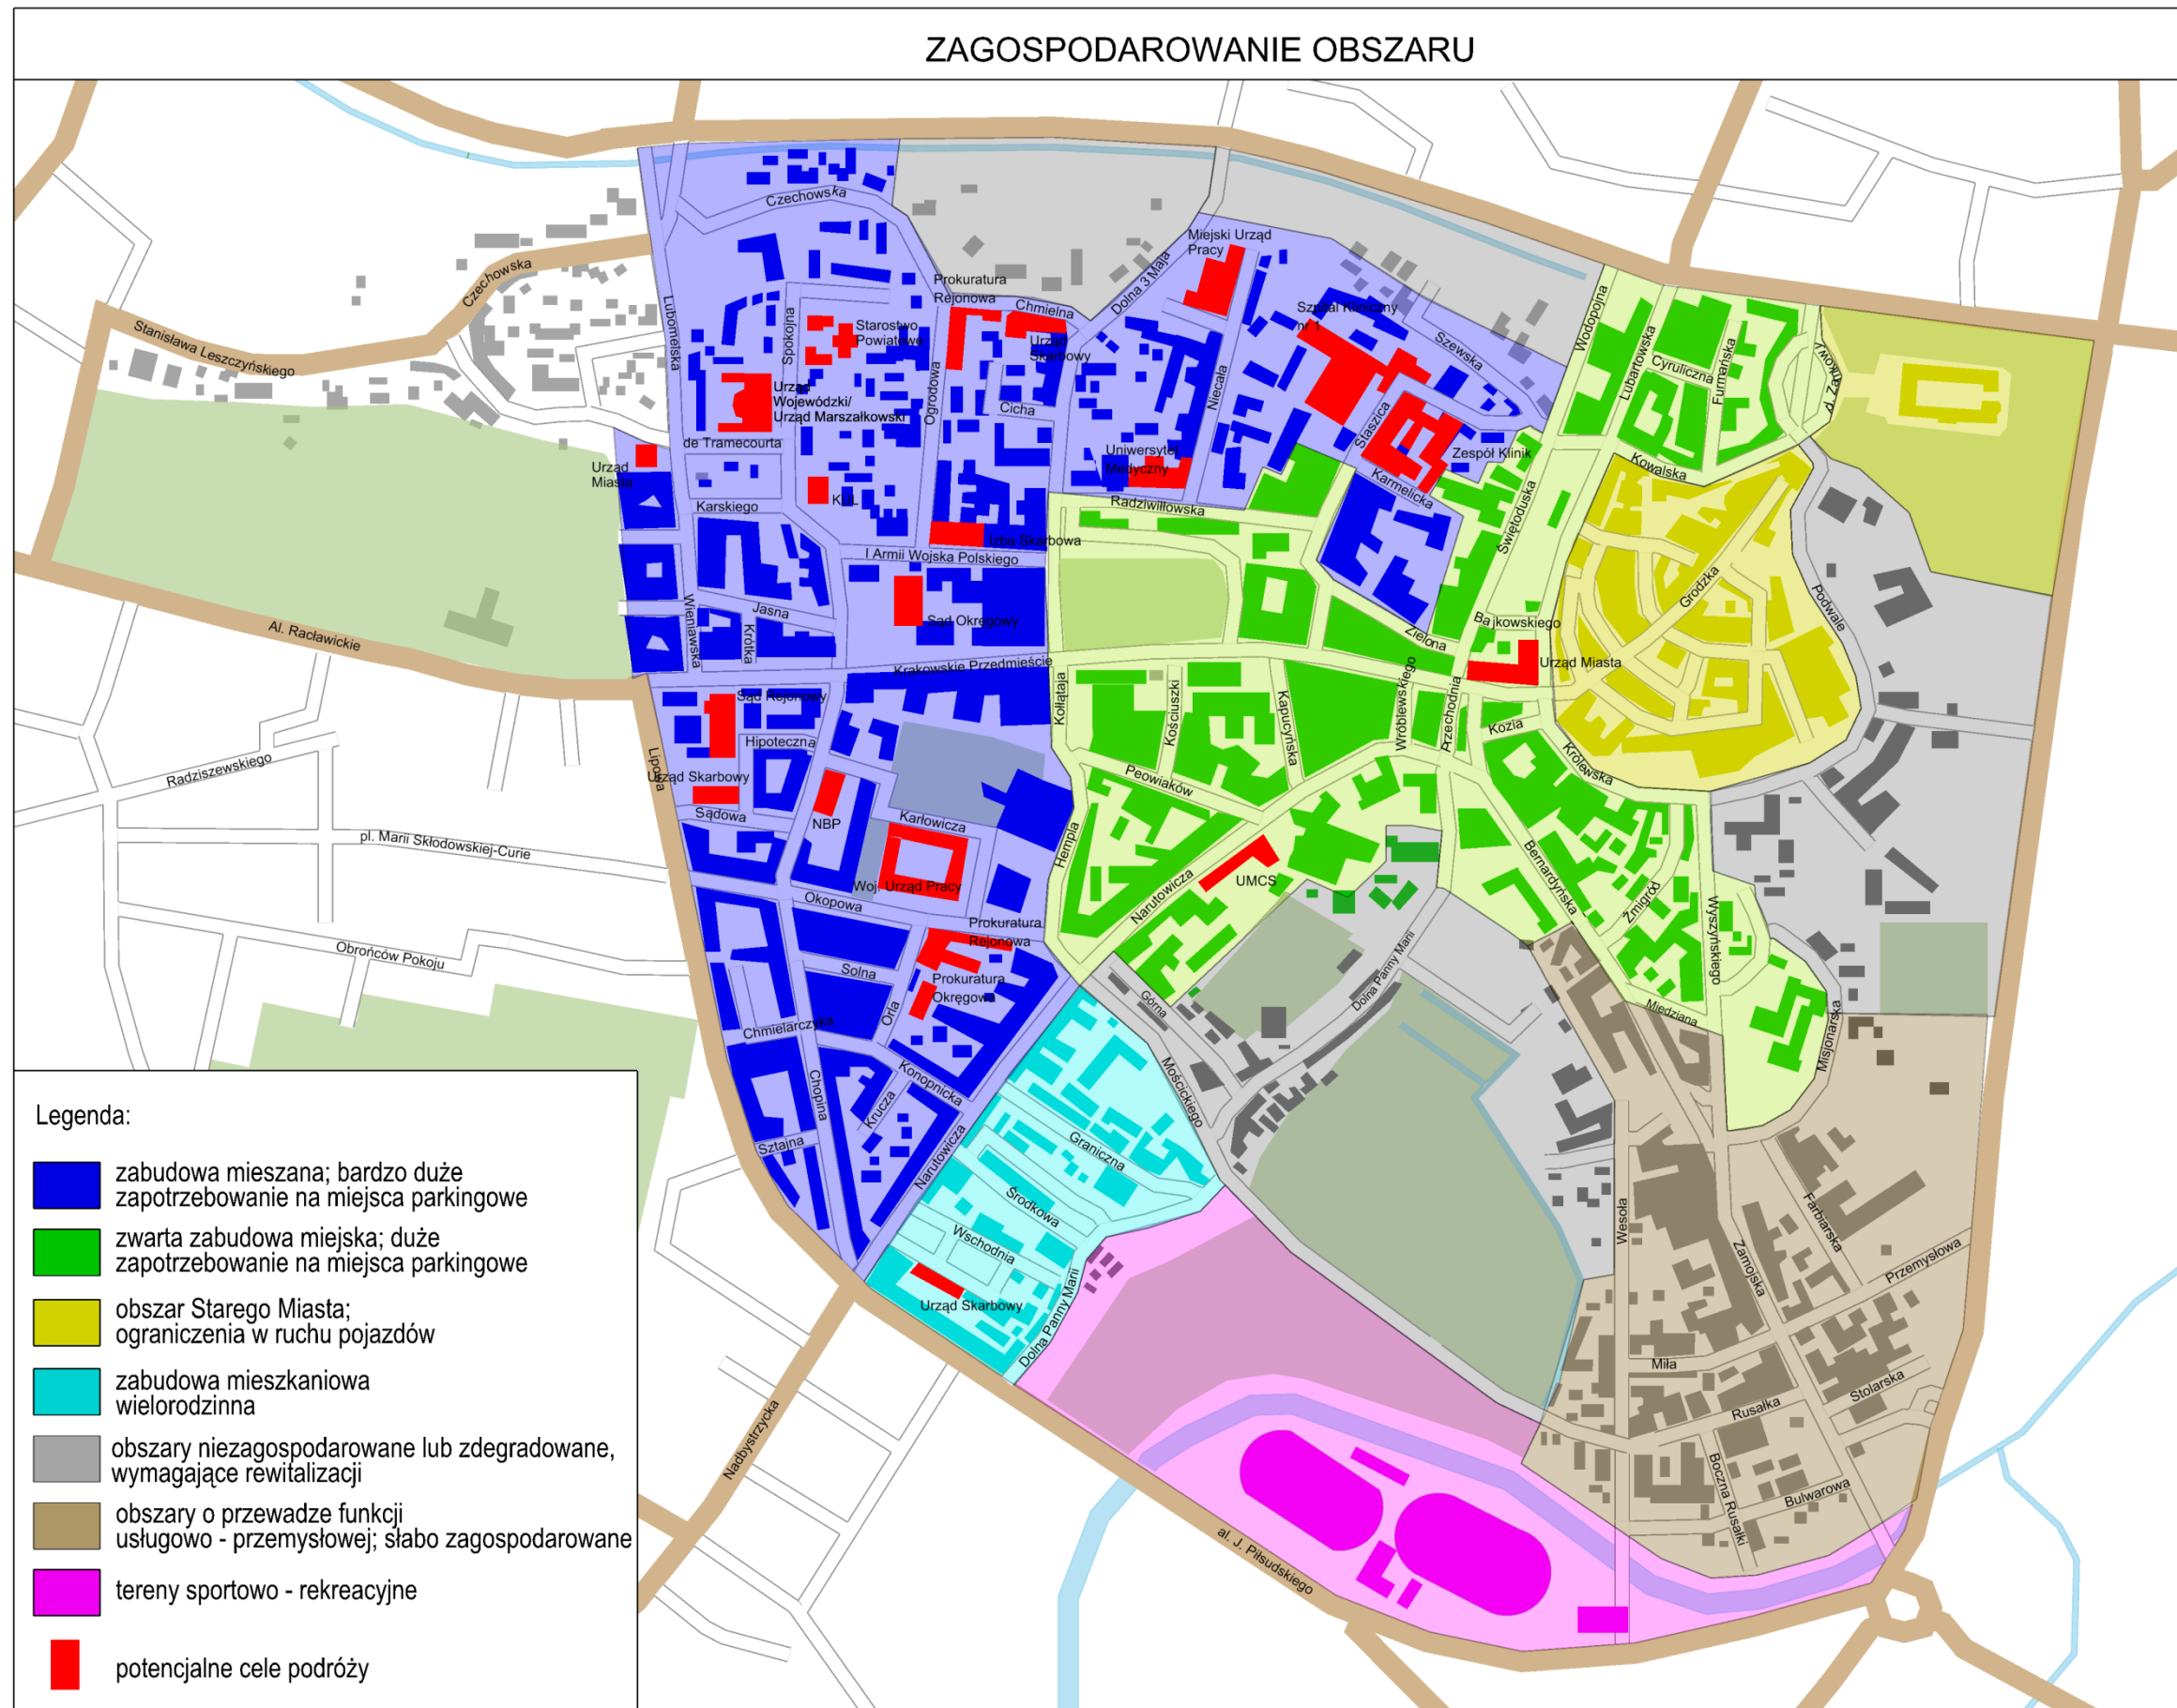 ZAGOSPODAROWANIE OBSZARU
Czechowska
Miejski Urząd
Pracy
Dolna 3 Maja
Czechowska
Prokuratura
Rejonowa
Chmielna
Szpital Kliniczny
nr 1
Wodopojna
Stanisława Leszczyńskiego
Lubomelska
Spokojna
Starostwo
Powiatowe
Urząd
Skarbowy
Szewska
Lubartowska
Cyruliczna
Furmańska
Pl. Zamkowy
Urząd
Wojewódzki/
Urząd Marszałkowski
Ogrodowa
Cicha
Niecała
Staszica
de Tramecourta
Uniwersytet
Medyczny
Zespół Klinik
Kowalska
Urząd
Miasta
KUL
Karmelicka
Karskiego
Radziwiłłowska
Świętoduska
Izba Skarbowa
I Armii Wojska Polskiego
Grodzka
Podwale
Jasna
Wieniawska
Krótka
Sąd Okręgowy
Bajkowskiego
Zielona
Al. Racławickie
Krakowskie Przedmieście
Urząd Miasta
Sąd Rejonowy
Kołłątaja
Kościuszki
Kapucyńska
Wróblewskiego
Przechodnia
Kozia
Królewska
Hipoteczna
Lipowa
Urząd Skarbowy
Peowiaków
Radziszewskiego
Sądowa
NBP
Karłowicza
pl. Marii Skłodowskiej-Curie
Hempla
Narutowicza
UMCS
Bernardyńska
Żmigród
Wyszyńskiego
Woj. Urząd Pracy
Okopowa
Prokuratura
Rejonowa
Obrońców Pokoju
Solna
Prokuratura
Okręgowa
Orla
Górna
Dolna Panny Marii
Miedziana
Misjonarska
Chmielarczyka
Chopina
Konopnicka
Krucza
Mościckiego
Sztajna
Narutowicza
Graniczna
Środkowa
Wschodnia
Wesoła
Farbiarska
Zamojska
Przemysłowa
Urząd Skarbowy
Dolna Panny Marii
Miła
Stolarska
Rusałka
Nadbystrzycka
Boczna Rusałki
Bulwarowa
al. J. Piłsudskiego
Legenda:
zabudowa mieszana; bardzo duże
zapotrzebowanie na miejsca parkingowe
zwarta zabudowa miejska; duże
zapotrzebowanie na miejsca parkingowe
obszar Starego Miasta;
ograniczenia w ruchu pojazdów
zabudowa mieszkaniowa
wielorodzinna
obszary niezagospodarowane lub zdegradowane,
wymagające rewitalizacji
obszary o przewadze funkcji
usługowo - przemysłowej; słabo zagospodarowane
tereny sportowo - rekreacyjne
potencjalne cele podróży